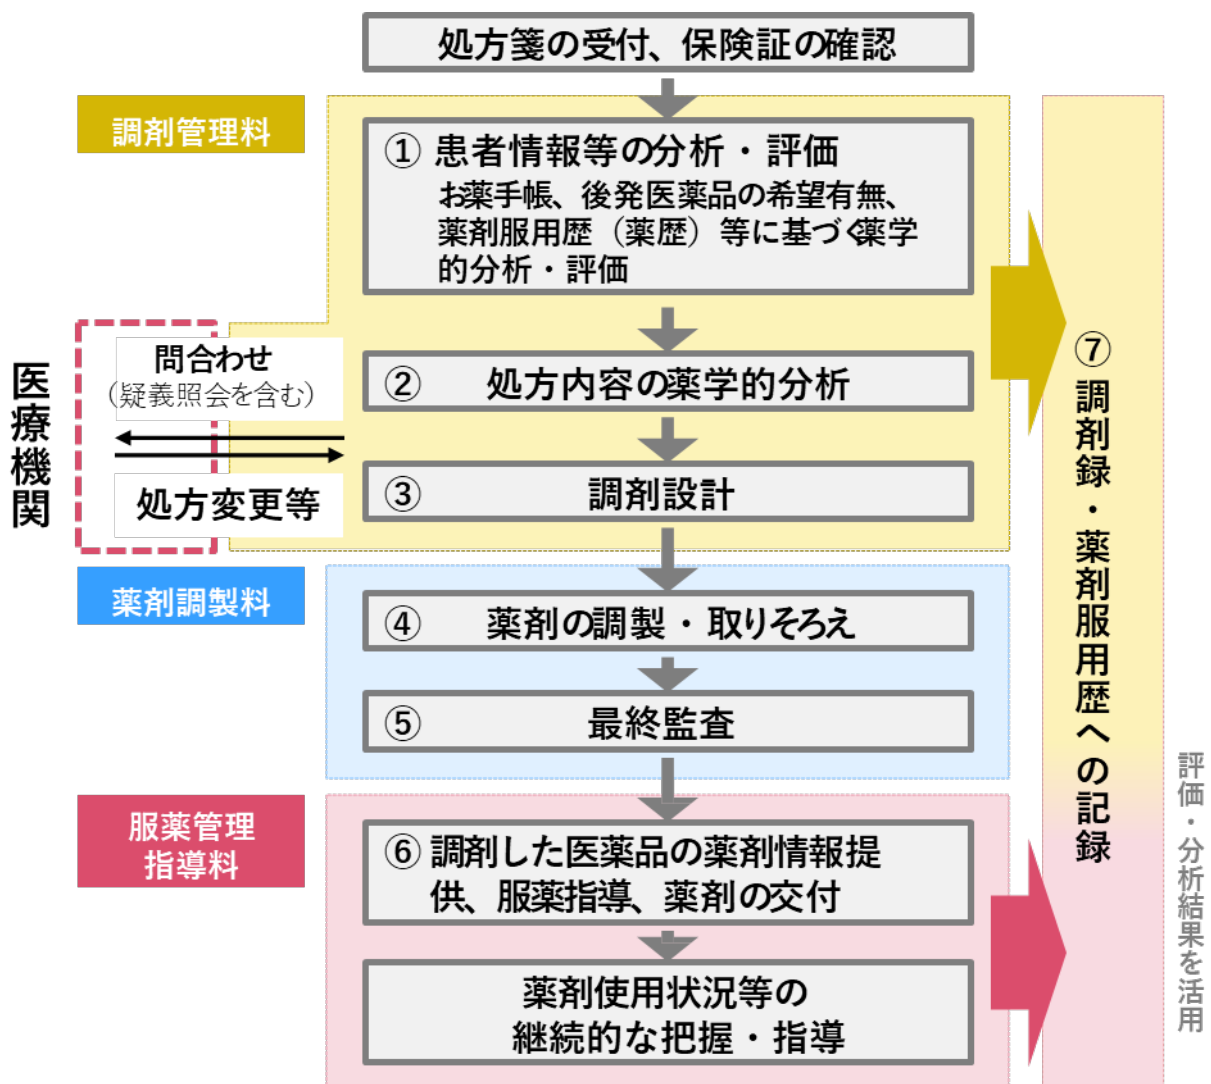 処方箋の受付、保険証の確認
調剤管理料
① 患者情報等の分析・評価
お薬手帳、後発医薬品の希望有無、
薬剤服用歴（薬歴）等に基づく薬学
的分析・評価
医療機関
問合わせ
（疑義照会を含む）
処方変更等
② 処方内容の薬学的分析
③ 調剤設計
薬剤調製料
④ 薬剤の調製・取りそろえ
⑤ 最終監査
服薬管理
指導料
⑥ 調剤した医薬品の薬剤情報提
供、服薬指導、薬剤の交付
薬剤使用状況等の
継続的な把握・指導
⑦調剤録・薬剤服用歴への記録
評価・分析結果を活用